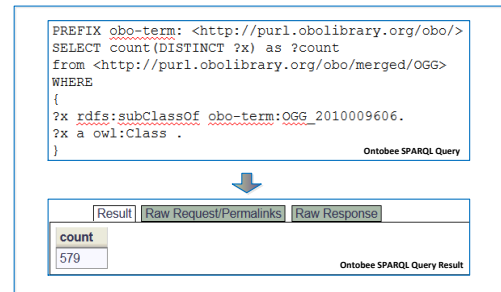 PREFIX obo-term: <http://purl.obolibrary.org/obo/>
SELECT count(DISTINCT ?x) as ?count
from <http://purl.obolibrary.org/obo/merged/OGG>
WHERE
{
?x rdfs:subClassOf obo-term:OGG_2010009606.
?x a owl:Class .
}
Ontobee SPARQL Query
Result Raw Request/Permalinks Raw Response
count
579
Ontobee SPARQL Query Result